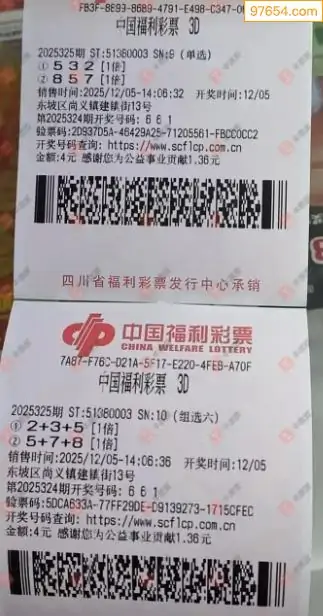 97654.com
FB3F-8E93-8689-4791-E498-C347-0
中国福利彩票 3D
2025325期 ST:51360003 SN:9 (单选)
① 5 3 2 [1倍]
② 8 5 7 [1倍]
销售时间:2025/12/05-14:06:32 开奖时间:12/05
东坡区尚义镇建镇街13号
第2025324期开奖号码: 6 6 1
验票码:2D937D5A-46429A25-71205561-FBCC0CC2
开奖号码查询: https://www.scflcp.com.cn
金额:4元 感谢您为公益事业贡献1.36元
四川省福利彩票发行中心承销
中国福利彩票
CHINA WELFARE LOTTERY
7A87-F76C-D21A-5F17-E220-4FEB-A70F
中国福利彩票 3D
2025325期 ST:51360003 SN:10 (组选六)
① 2+3+5 [1倍]
② 5+7+8 [1倍]
销售时间:2025/12/05-14:06:36 开奖时间:12/05
东坡区尚义镇建镇街13号
第2025324期开奖号码: 6 6 1
验票码:5DCA633A-77FF29DE-D9139273-1715CFEC
开奖号码查询: https://www.scflcp.com.cn
金额:4元 感谢您为公益事业贡献1.36元